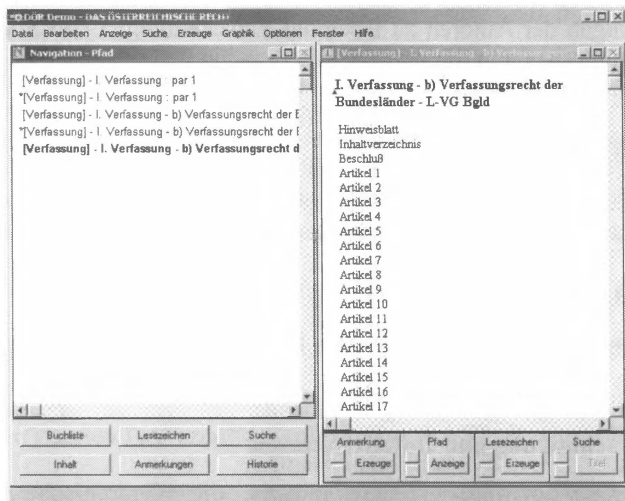 DÖR Demo - DAS ÖSTERREICHISCHE RECHT
Datei Bearbeiten Anzeige Suche Erzeuge Graphik Optionen Fenster Hilfe
Navigation - Pfad
[Verfassung] - I. Verfassung : par 1
*[Verfassung] - I. Verfassung : par 1
[Verfassung] - I. Verfassung - b) Verfassungsrecht der B
*[Verfassung] - I. Verfassung - b) Verfassungsrecht der B
[Verfassung] - I. Verfassung - b) Verfassungsrecht d
Buchliste Lesezeichen Suche
Inhalt Anmerkungen Historie
[Verfassung] - I. Verfassung - b) Verfassungsrecht
I. Verfassung - b) Verfassungsrecht der
Bundesländer - L-VG Bgld
Hinweisblatt
Inhaltverzeichnis
Beschluß
Artikel 1
Artikel 2
Artikel 3
Artikel 4
Artikel 5
Artikel 6
Artikel 7
Artikel 8
Artikel 9
Artikel 10
Artikel 11
Artikel 12
Artikel 13
Artikel 14
Artikel 15
Artikel 16
Artikel 17
Anmerkung Pfad Lesezeichen Suche
Erzeuge Anzeige Erzeuge